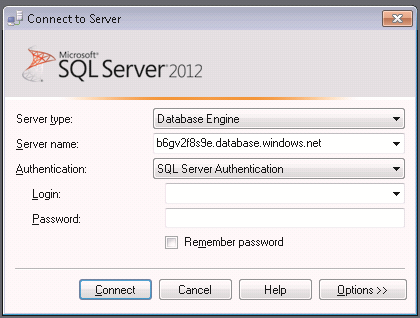 Connect to Server
Microsoft®
SQL Server® 2012
Server type: Database Engine
Server name: b6gv2f8s9e.database.windows.net
Authentication: SQL Server Authentication
Login:
Password:
Remember password
Connect Cancel Help Options >>